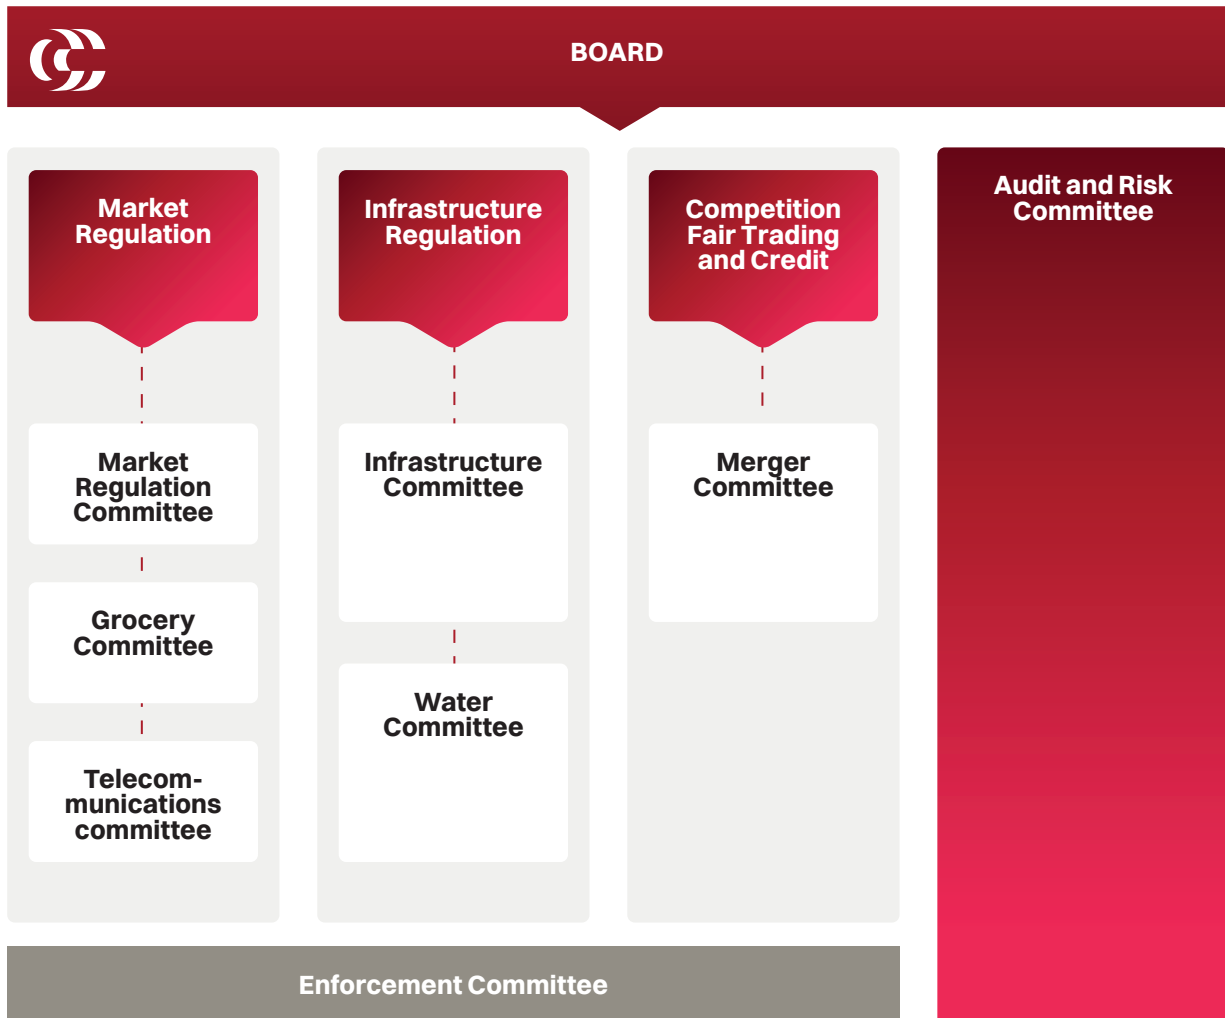 BOARD
Market
Regulation
Market
Regulation
Committee
Grocery
Committee
Telecom-
munications
committee
Infrastructure
Regulation
Infrastructure
Committee
Water
Committee
Competition
Fair Trading
and Credit
Merger
Committee
Audit and Risk
Committee
Enforcement Committee